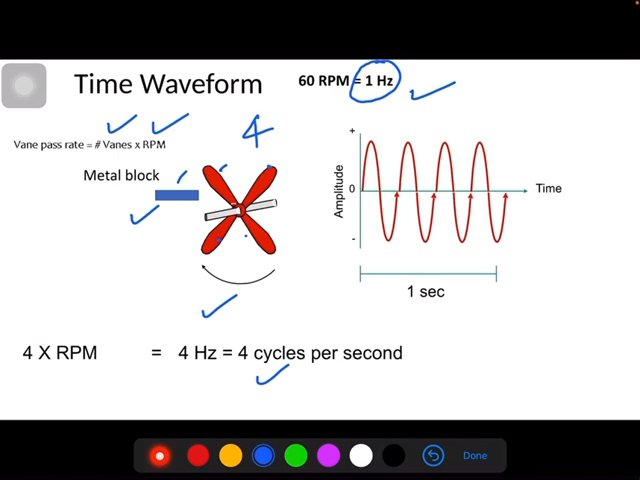 Time Waveform
60 RPM = 1 Hz
4
Vane pass rate = # Vanes x RPM
Metal block
+
Amplitude
0
-
Time
1 sec
4 X RPM = 4 Hz = 4 cycles per second
Done